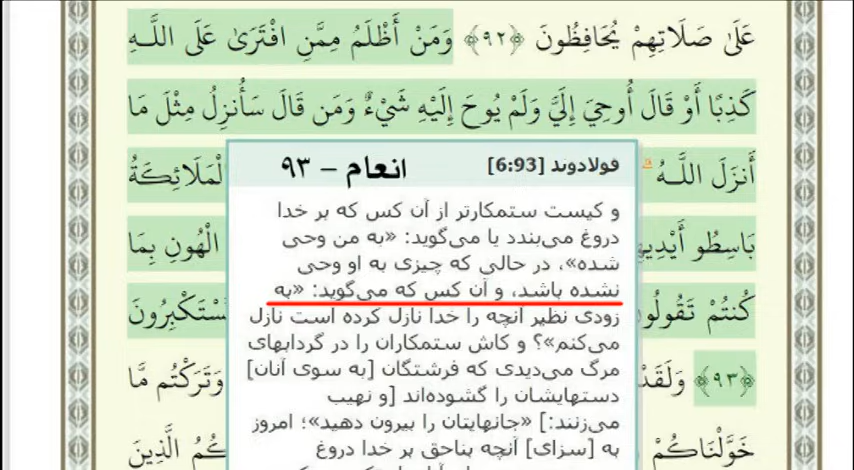 عَلَىٰ صَلَاتِهِمْ يُحَافِظُونَ ﴿٩٢﴾ وَمَنْ أَظْلَمُ مِمَّنِ افْتَرَىٰ عَلَى اللَّـهِ
كَذِبًا أَوْ قَالَ أُوحِيَ إِلَيَّ وَلَمْ يُوحَ إِلَيْهِ شَيْءٌ وَمَن قَالَ سَأُنزِلُ مِثْلَ مَا
أَنزَلَ اللَّـهُ
لْمَلَائِكَةُ
فولادوند [6:93]
انعام – ۹۳
و کیست ستمکارتر از آن کس که بر خدا
دروغ می‌بندد یا می‌گوید: «به من وحی
شده»، در حالی که چیزی به او وحی
نشده باشد، و آن کس که می‌گوید: «به
زودی نظیر آنچه را خدا نازل کرده است نازل
می‌کنم»؟ و کاش ستمکاران را در گردابهای
مرگ می‌دیدی که فرشتگان [به سوی آنان]
دستهایشان را گشوده‌اند [و نهیب
می‌زنند:] «جانهایتان را بیرون دهید»؛ امروز
به [سزای] آنچه بناحق بر خدا دروغ
بَاسِطُو أَيْدِيهِ
الْهُونِ بِمَا
كُنتُمْ تَقُولُو
سْتَكْبِرُونَ
﴿٩٣﴾ وَلَقَدْ
وَتَرَكْتُم مَّا
خَوَّلْنَاكُمْ
كُمُ الَّذِينَ